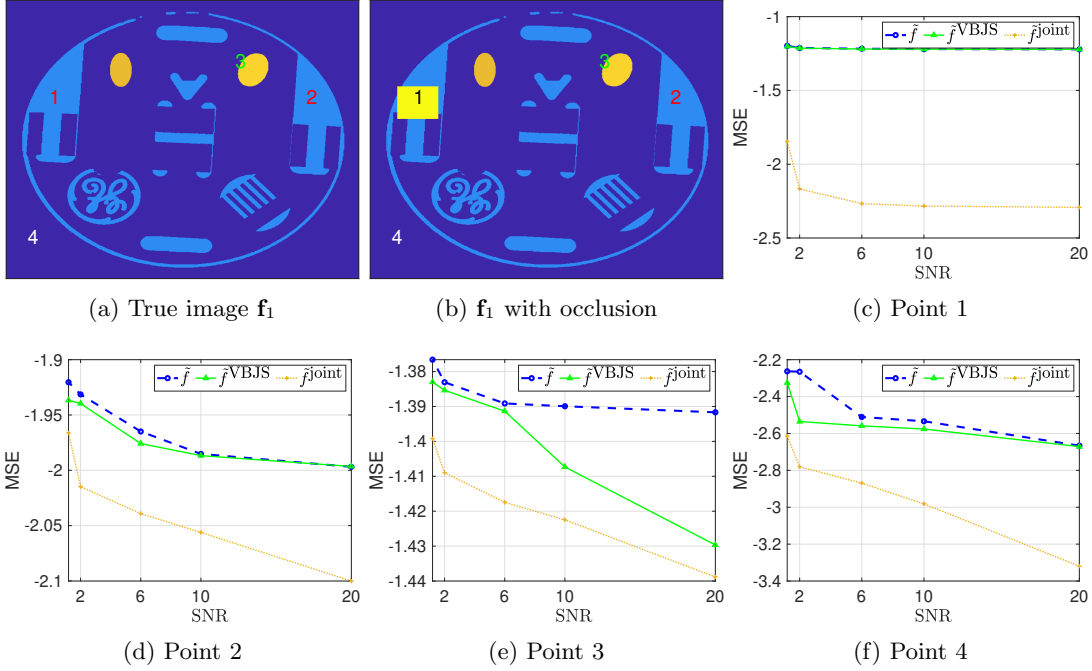 1
2
3
4
(a) True image f₁
1
2
3
4
(b) f₁ with occlusion
-1
-1.5
-2
-2.5
MSE
2 6 10 20
SNR
f̃ f̃^VBJS f̃^joint
(c) Point 1
-1.9
-1.95
-2
-2.05
-2.1
MSE
2 6 10 20
SNR
f̃ f̃^VBJS f̃^joint
(d) Point 2
-1.38
-1.39
-1.4
-1.41
-1.42
-1.43
-1.44
MSE
2 6 10 20
SNR
f̃ f̃^VBJS f̃^joint
(e) Point 3
-2.2
-2.4
-2.6
-2.8
-3
-3.2
-3.4
MSE
2 6 10 20
SNR
f̃ f̃^VBJS f̃^joint
(f) Point 4